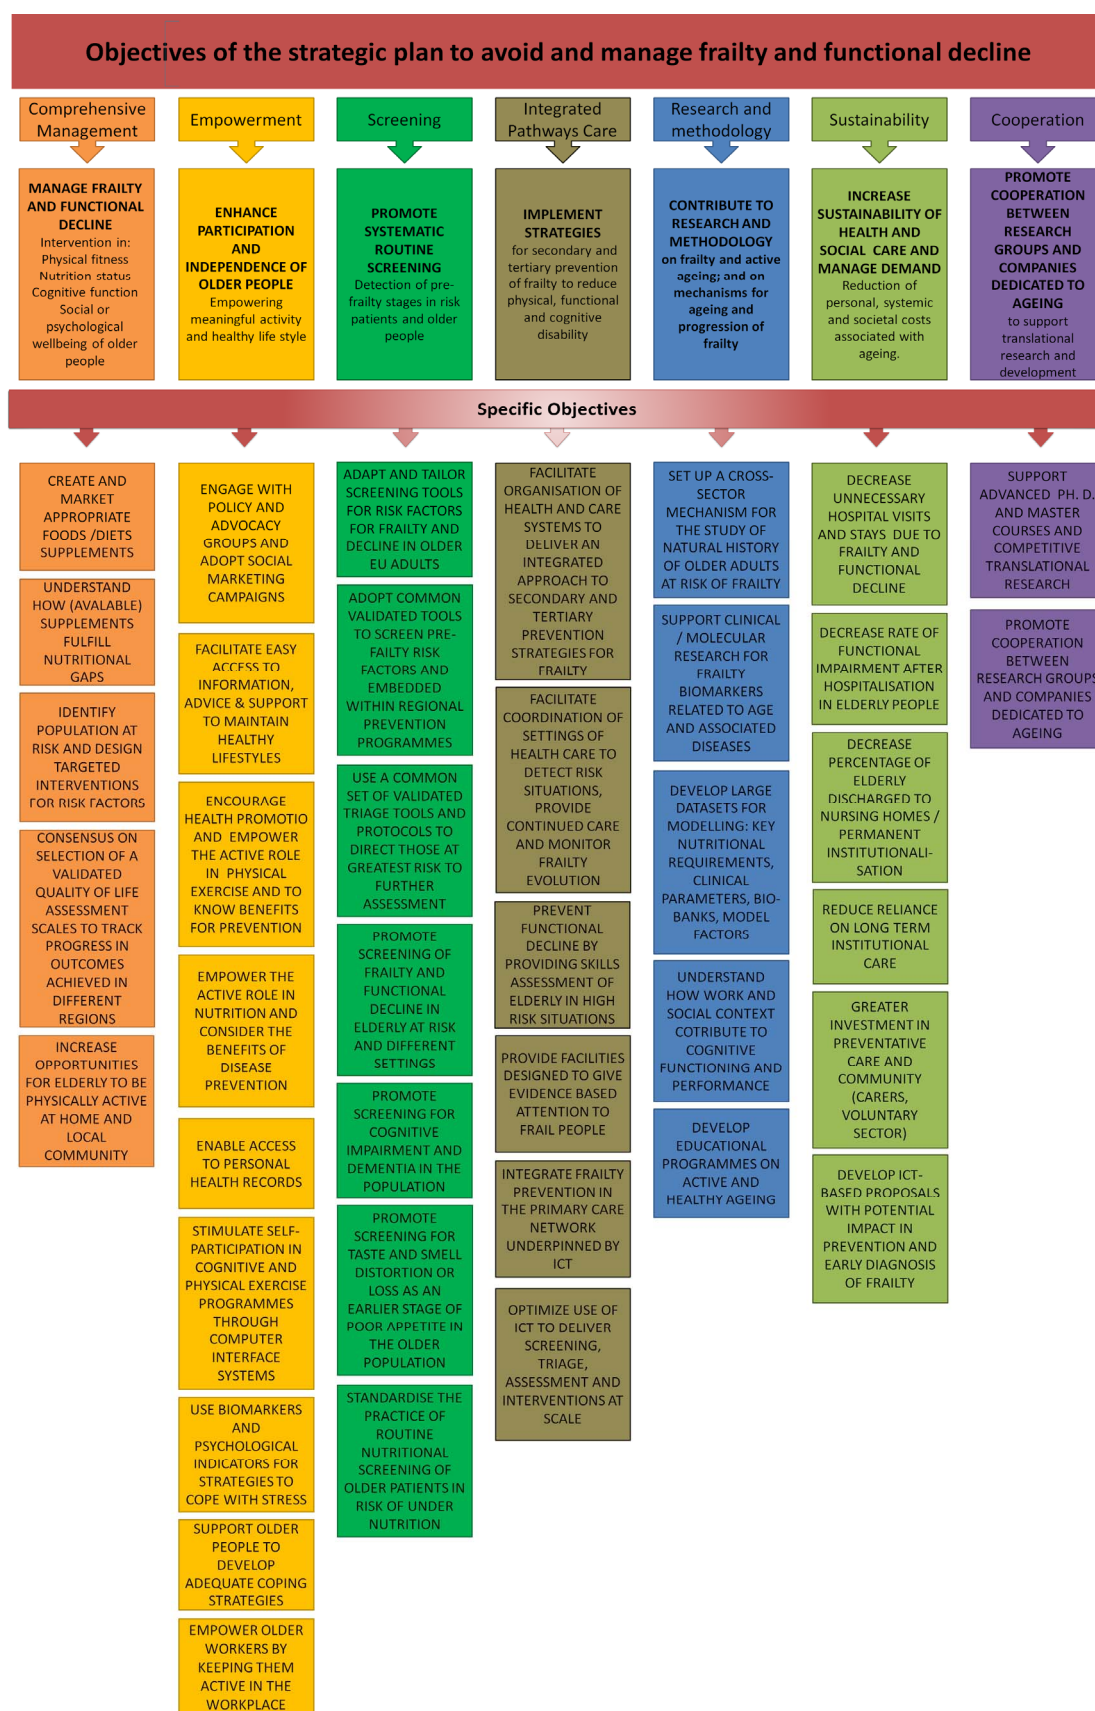 Objectives of the strategic plan to avoid and manage frailty and functional decline
Comprehensive
Management
Empowerment
Screening
Integrated
Pathways Care
Research and
methodology
Sustainability
Cooperation
MANAGE FRAILTY
AND FUNCTIONAL
DECLINE
Intervention in:
Physical fitness
Nutrition status
Cognitive function
Social or
psychological
wellbeing of older
people
ENHANCE
PARTICIPATION
AND
INDEPENDENCE OF
OLDER PEOPLE
Empowering
meaningful activity
and healthy life style
PROMOTE
SYSTEMATIC
ROUTINE
SCREENING
Detection of pre-
frailty stages in risk
patients and older
people
IMPLEMENT
STRATEGIES
for secondary and
tertiary prevention
of frailty to reduce
physical, functional
and cognitive
disability
CONTRIBUTE TO
RESEARCH AND
METHODOLOGY
on frailty and active
ageing; and on
mechanisms for
ageing and
progression of
frailty
INCREASE
SUSTAINABILITY OF
HEALTH AND
SOCIAL CARE AND
MANAGE DEMAND
Reduction of
personal, systemic
and societal costs
associated with
ageing.
PROMOTE
COOPERATION
BETWEEN
RESEARCH
GROUPS AND
COMPANIES
DEDICATED TO
AGEING
to support
translational
research and
development
Specific Objectives
CREATE AND
MARKET
APPROPRIATE
FOODS /DIETS
SUPPLEMENTS
UNDERSTAND
HOW (AVALABLE)
SUPPLEMENTS
FULFILL
NUTRITIONAL
GAPS
IDENTIFY
POPULATION AT
RISK AND DESIGN
TARGETED
INTERVENTIONS
FOR RISK FACTORS
CONSENSUS ON
SELECTION OF A
VALIDATED
QUALITY OF LIFE
ASSESSMENT
SCALES TO TRACK
PROGRESS IN
OUTCOMES
ACHIEVED IN
DIFFERENT
REGIONS
INCREASE
OPPORTUNITIES
FOR ELDERLY TO BE
PHYSICALLY ACTIVE
AT HOME AND
LOCAL
COMMUNITY
ENGAGE WITH
POLICY AND
ADVOCACY
GROUPS AND
ADOPT SOCIAL
MARKETING
CAMPAIGNS
FACILITATE EASY
ACCESS TO
INFORMATION,
ADVICE & SUPPORT
TO MAINTAIN
HEALTHY
LIFESTYLES
ENCOURAGE
HEALTH PROMOTIO
AND EMPOWER
THE ACTIVE ROLE
IN PHYSICAL
EXERCISE AND TO
KNOW BENEFITS
FOR PREVENTION
EMPOWER THE
ACTIVE ROLE IN
NUTRITION AND
CONSIDER THE
BENEFITS OF
DISEASE
PREVENTION
ENABLE ACCESS
TO PERSONAL
HEALTH RECORDS
STIMULATE SELF-
PARTICIPATION IN
COGNITIVE AND
PHYSICAL EXERCISE
PROGRAMMES
THROUGH
COMPUTER
INTERFACE
SYSTEMS
USE BIOMARKERS
AND
PSYCHOLOGICAL
INDICATORS FOR
STRATEGIES TO
COPE WITH STRESS
SUPPORT OLDER
PEOPLE TO
DEVELOP
ADEQUATE COPING
STRATEGIES
EMPOWER OLDER
WORKERS BY
KEEPING THEM
ACTIVE IN THE
WORKPLACE
ADAPT AND TAILOR
SCREENING TOOLS
FOR RISK FACTORS
FOR FRAILTY AND
DECLINE IN OLDER
EU ADULTS
ADOPT COMMON
VALIDATED TOOLS
TO SCREEN PRE-
FAILTY RISK
FACTORS AND
EMBEDDED
WITHIN REGIONAL
PREVENTION
PROGRAMMES
USE A COMMON
SET OF VALIDATED
TRIAGE TOOLS AND
PROTOCOLS TO
DIRECT THOSE AT
GREATEST RISK TO
FURTHER
ASSESSMENT
PROMOTE
SCREENING OF
FRAILTY AND
FUNCTIONAL
DECLINE IN
ELDERLY AT RISK
AND DIFFERENT
SETTINGS
PROMOTE
SCREENING FOR
COGNITIVE
IMPAIRMENT AND
DEMENTIA IN THE
POPULATION
PROMOTE
SCREENING FOR
TASTE AND SMELL
DISTORTION OR
LOSS AS AN
EARLIER STAGE OF
POOR APPETITE IN
THE OLDER
POPULATION
STANDARDISE THE
PRACTICE OF
ROUTINE
NUTRITIONAL
SCREENING OF
OLDER PATIENTS IN
RISK OF UNDER
NUTRITION
FACILITATE
ORGANISATION OF
HEALTH AND CARE
SYSTEMS TO
DELIVER AN
INTEGRATED
APPROACH TO
SECONDARY AND
TERTIARY
PREVENTION
STRATEGIES FOR
FRAILTY
FACILITATE
COORDINATION OF
SETTINGS OF
HEALTH CARE TO
DETECT RISK
SITUATIONS,
PROVIDE
CONTINUED CARE
AND MONITOR
FRAILTY
EVOLUTION
PREVENT
FUNCTIONAL
DECLINE BY
PROVIDING SKILLS
ASSESSMENT OF
ELDERLY IN HIGH
RISK SITUATIONS
PROVIDE FACILITIES
DESIGNED TO GIVE
EVIDENCE BASED
ATTENTION TO
FRAIL PEOPLE
INTEGRATE FRAILTY
PREVENTION IN
THE PRIMARY CARE
NETWORK
UNDERPINNED BY
ICT
OPTIMIZE USE OF
ICT TO DELIVER
SCREENING,
TRIAGE,
ASSESSMENT AND
INTERVENTIONS AT
SCALE
SET UP A CROSS-
SECTOR
MECHANISM FOR
THE STUDY OF
NATURAL HISTORY
OF OLDER ADULTS
AT RISK OF FRAILTY
SUPPORT CLINICAL
/ MOLECULAR
RESEARCH FOR
FRAILTY
BIOMARKERS
RELATED TO AGE
AND ASSOCIATED
DISEASES
DEVELOP LARGE
DATASETS FOR
MODELLING: KEY
NUTRITIONAL
REQUIREMENTS,
CLINICAL
PARAMETERS, BIO-
BANKS, MODEL
FACTORS
UNDERSTAND
HOW WORK AND
SOCIAL CONTEXT
COTRIBUTE TO
COGNITIVE
FUNCTIONING AND
PERFORMANCE
DEVELOP
EDUCATIONAL
PROGRAMMES ON
ACTIVE AND
HEALTHY AGEING
DECREASE
UNNECESSARY
HOSPITAL VISITS
AND STAYS DUE TO
FRAILTY AND
FUNCTIONAL
DECLINE
DECREASE RATE OF
FUNCTIONAL
IMPAIRMENT AFTER
HOSPITALISATION
IN ELDERLY PEOPLE
DECREASE
PERCENTAGE OF
ELDERLY
DISCHARGED TO
NURSING HOMES /
PERMANENT
INSTITUTIONALI-
SATION
REDUCE RELIANCE
ON LONG TERM
INSTITUTIONAL
CARE
GREATER
INVESTMENT IN
PREVENTATIVE
CARE AND
COMMUNITY
(CARERS,
VOLUNTARY
SECTOR)
DEVELOP ICT-
BASED PROPOSALS
WITH POTENTIAL
IMPACT IN
PREVENTION AND
EARLY DIAGNOSIS
OF FRAILTY
SUPPORT
ADVANCED PH. D.
AND MASTER
COURSES AND
COMPETITIVE
TRANSLATIONAL
RESEARCH
PROMOTE
COOPERATION
BETWEEN
RESEARCH GROUPS
AND COMPANIES
DEDICATED TO
AGEING